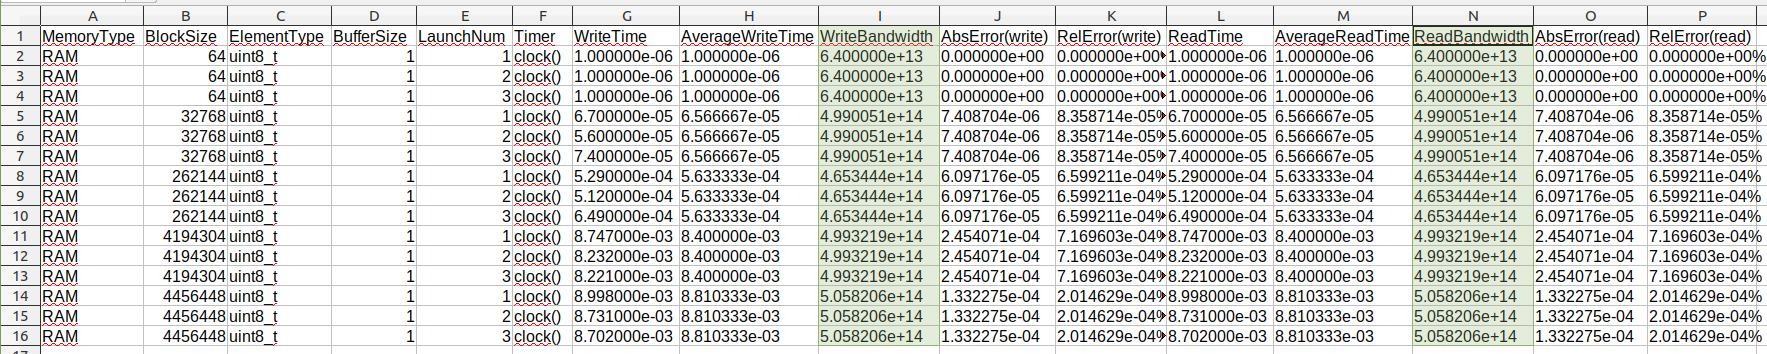 A B C D E F G H I J K L M N O P
1 MemoryType BlockSize ElementType BufferSize LaunchNum Timer WriteTime AverageWriteTime WriteBandwidth AbsError(write) RelError(write) ReadTime AverageReadTime ReadBandwidth AbsError(read) RelError(read)
2 RAM 64 uint8_t 1 1 clock() 1.000000e-06 1.000000e-06 6.400000e+13 0.000000e+00 0.000000e+00% 1.000000e-06 1.000000e-06 6.400000e+13 0.000000e+00 0.000000e+00%
3 RAM 64 uint8_t 1 2 clock() 1.000000e-06 1.000000e-06 6.400000e+13 0.000000e+00 0.000000e+00% 1.000000e-06 1.000000e-06 6.400000e+13 0.000000e+00 0.000000e+00%
4 RAM 64 uint8_t 1 3 clock() 1.000000e-06 1.000000e-06 6.400000e+13 0.000000e+00 0.000000e+00% 1.000000e-06 1.000000e-06 6.400000e+13 0.000000e+00 0.000000e+00%
5 RAM 32768 uint8_t 1 1 clock() 6.700000e-05 6.566667e-05 4.990051e+14 7.408704e-06 8.358714e-05% 6.700000e-05 6.566667e-05 4.990051e+14 7.408704e-06 8.358714e-05%
6 RAM 32768 uint8_t 1 2 clock() 5.600000e-05 6.566667e-05 4.990051e+14 7.408704e-06 8.358714e-05% 5.600000e-05 6.566667e-05 4.990051e+14 7.408704e-06 8.358714e-05%
7 RAM 32768 uint8_t 1 3 clock() 7.400000e-05 6.566667e-05 4.990051e+14 7.408704e-06 8.358714e-05% 7.400000e-05 6.566667e-05 4.990051e+14 7.408704e-06 8.358714e-05%
8 RAM 262144 uint8_t 1 1 clock() 5.290000e-04 5.633333e-04 4.653444e+14 6.097176e-05 6.599211e-04% 5.290000e-04 5.633333e-04 4.653444e+14 6.097176e-05 6.599211e-04%
9 RAM 262144 uint8_t 1 2 clock() 5.120000e-04 5.633333e-04 4.653444e+14 6.097176e-05 6.599211e-04% 5.120000e-04 5.633333e-04 4.653444e+14 6.097176e-05 6.599211e-04%
10 RAM 262144 uint8_t 1 3 clock() 6.490000e-04 5.633333e-04 4.653444e+14 6.097176e-05 6.599211e-04% 6.490000e-04 5.633333e-04 4.653444e+14 6.097176e-05 6.599211e-04%
11 RAM 4194304 uint8_t 1 1 clock() 8.747000e-03 8.400000e-03 4.993219e+14 2.454071e-04 7.169603e-04% 8.747000e-03 8.400000e-03 4.993219e+14 2.454071e-04 7.169603e-04%
12 RAM 4194304 uint8_t 1 2 clock() 8.232000e-03 8.400000e-03 4.993219e+14 2.454071e-04 7.169603e-04% 8.232000e-03 8.400000e-03 4.993219e+14 2.454071e-04 7.169603e-04%
13 RAM 4194304 uint8_t 1 3 clock() 8.221000e-03 8.400000e-03 4.993219e+14 2.454071e-04 7.169603e-04% 8.221000e-03 8.400000e-03 4.993219e+14 2.454071e-04 7.169603e-04%
14 RAM 4456448 uint8_t 1 1 clock() 8.998000e-03 8.810333e-03 5.058206e+14 1.332275e-04 2.014629e-04% 8.998000e-03 8.810333e-03 5.058206e+14 1.332275e-04 2.014629e-04%
15 RAM 4456448 uint8_t 1 2 clock() 8.731000e-03 8.810333e-03 5.058206e+14 1.332275e-04 2.014629e-04% 8.731000e-03 8.810333e-03 5.058206e+14 1.332275e-04 2.014629e-04%
16 RAM 4456448 uint8_t 1 3 clock() 8.702000e-03 8.810333e-03 5.058206e+14 1.332275e-04 2.014629e-04% 8.702000e-03 8.810333e-03 5.058206e+14 1.332275e-04 2.014629e-04%